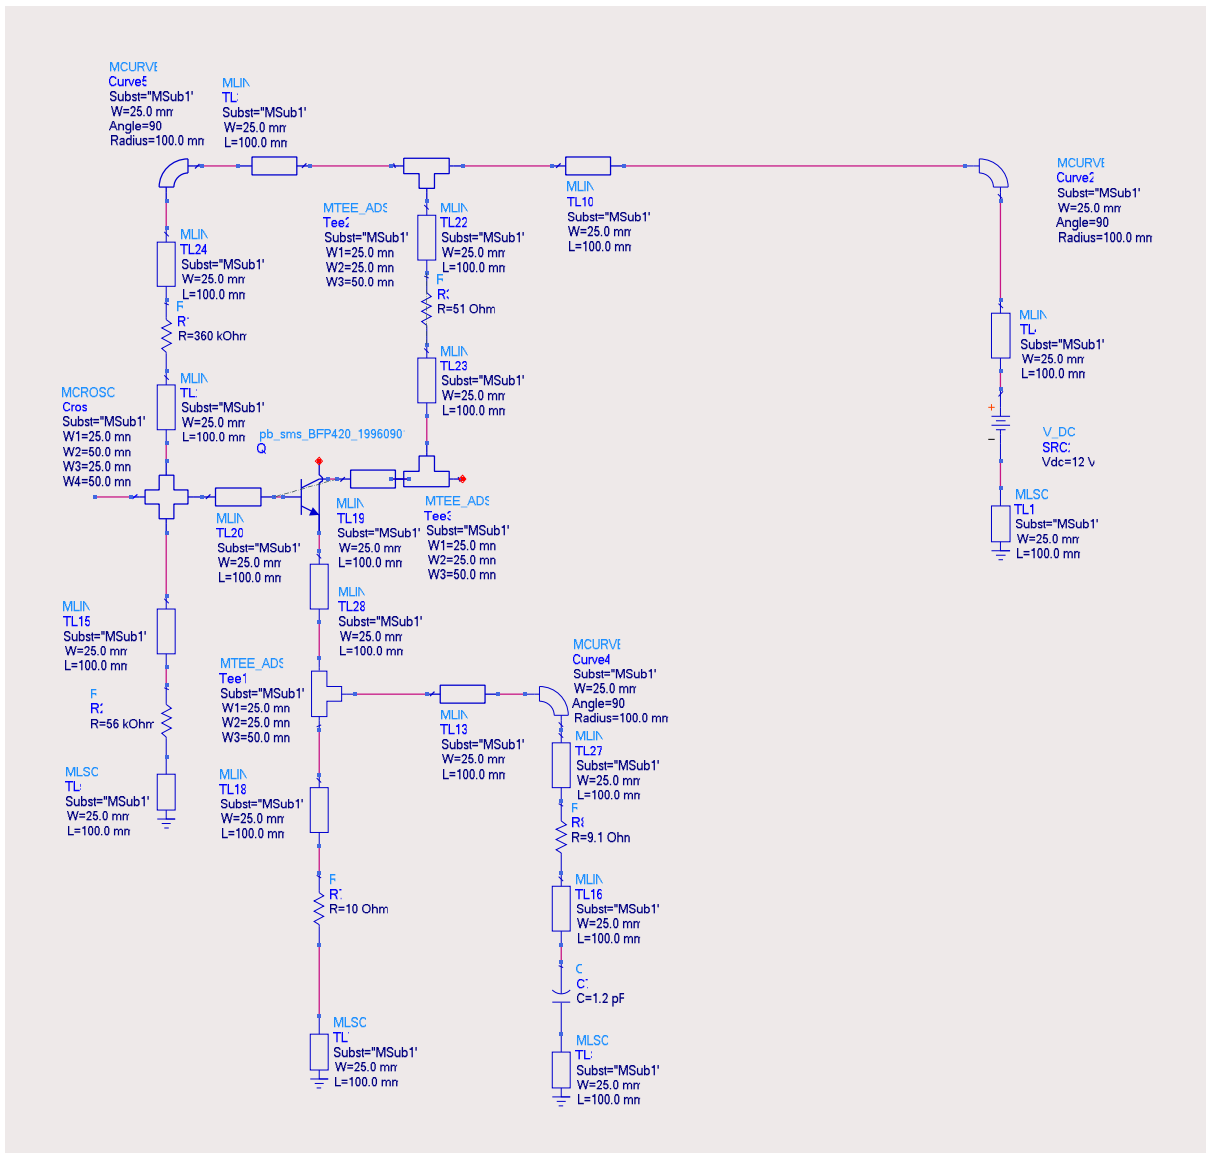 MCURVE
Curve5
Subst="MSub1"
W=25.0 mm
Angle=90
Radius=100.0 mm
MLIN
TL
Subst="MSub1"
W=25.0 mm
L=100.0 mm
MLIN
TL10
Subst="MSub1"
W=25.0 mm
L=100.0 mm
MCURVE
Curve2
Subst="MSub1"
W=25.0 mm
Angle=90
Radius=100.0 mm
MTEE_ADS
Tee2
Subst="MSub1"
W1=25.0 mm
W2=25.0 mm
W3=50.0 mm
MLIN
TL22
Subst="MSub1"
W=25.0 mm
L=100.0 mm
MLIN
TL24
Subst="MSub1"
W=25.0 mm
L=100.0 mm
R
R=360 kOhm
R
R=51 Ohm
MLIN
TL
Subst="MSub1"
W=25.0 mm
L=100.0 mm
MLIN
TL23
Subst="MSub1"
W=25.0 mm
L=100.0 mm
MLIN
TL
Subst="MSub1"
W=25.0 mm
L=100.0 mm
MCROSO
Cros
Subst="MSub1"
W1=25.0 mm
W2=50.0 mm
W3=25.0 mm
W4=50.0 mm
pb_sms_BFP420_1996090
Q
+
-
V_DC
SRC
Vdc=12 V
MLIN
TL20
Subst="MSub1"
W=25.0 mm
L=100.0 mm
MLIN
TL19
Subst="MSub1"
W=25.0 mm
L=100.0 mm
MTEE_ADS
Tee3
Subst="MSub1"
W1=25.0 mm
W2=25.0 mm
W3=50.0 mm
MLSC
TL1
Subst="MSub1"
W=25.0 mm
L=100.0 mm
MLIN
TL28
Subst="MSub1"
W=25.0 mm
L=100.0 mm
MLIN
TL15
Subst="MSub1"
W=25.0 mm
L=100.0 mm
MTEE_ADS
Tee1
Subst="MSub1"
W1=25.0 mm
W2=25.0 mm
W3=50.0 mm
MCURVE
Curve4
Subst="MSub1"
W=25.0 mm
Angle=90
Radius=100.0 mm
R
R=56 kOhm
MLIN
TL13
Subst="MSub1"
W=25.0 mm
L=100.0 mm
MLIN
TL27
Subst="MSub1"
W=25.0 mm
L=100.0 mm
MLSC
TL
Subst="MSub1"
W=25.0 mm
L=100.0 mm
MLIN
TL18
Subst="MSub1"
W=25.0 mm
L=100.0 mm
R
R=9.1 Ohm
R
R=10 Ohm
MLIN
TL16
Subst="MSub1"
W=25.0 mm
L=100.0 mm
C
C=1.2 pF
MLSC
TL
Subst="MSub1"
W=25.0 mm
L=100.0 mm
MLSC
TL
Subst="MSub1"
W=25.0 mm
L=100.0 mm